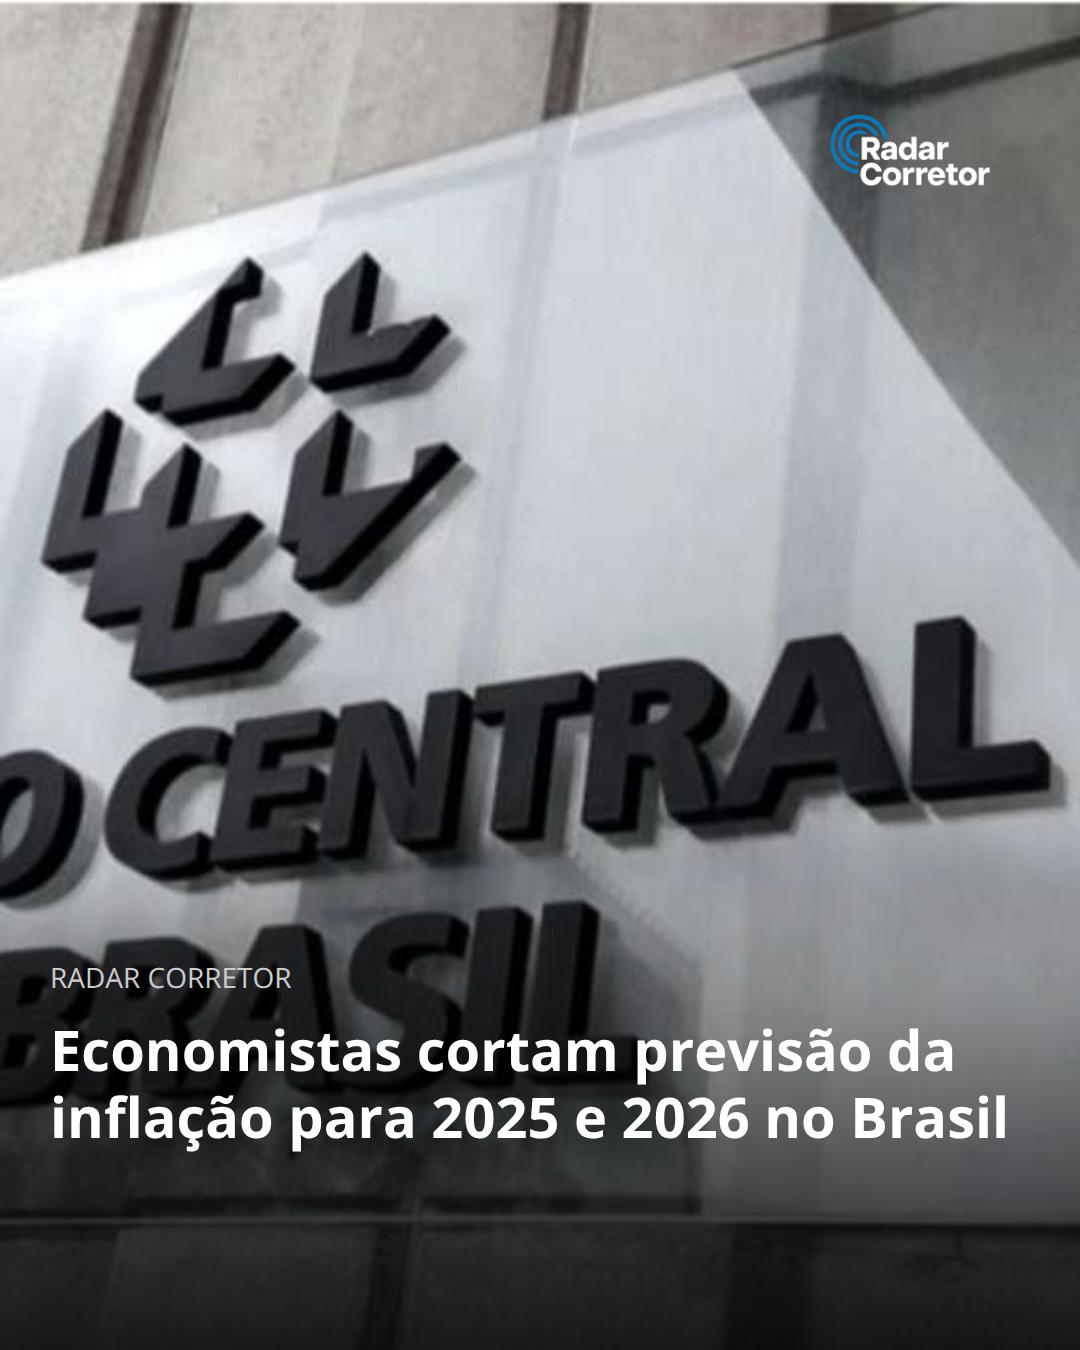 Radar
Corretor
O CENTRAL
BRASIL
RADAR CORRETOR
Economistas cortam previsão da
inflação para 2025 e 2026 no Brasil